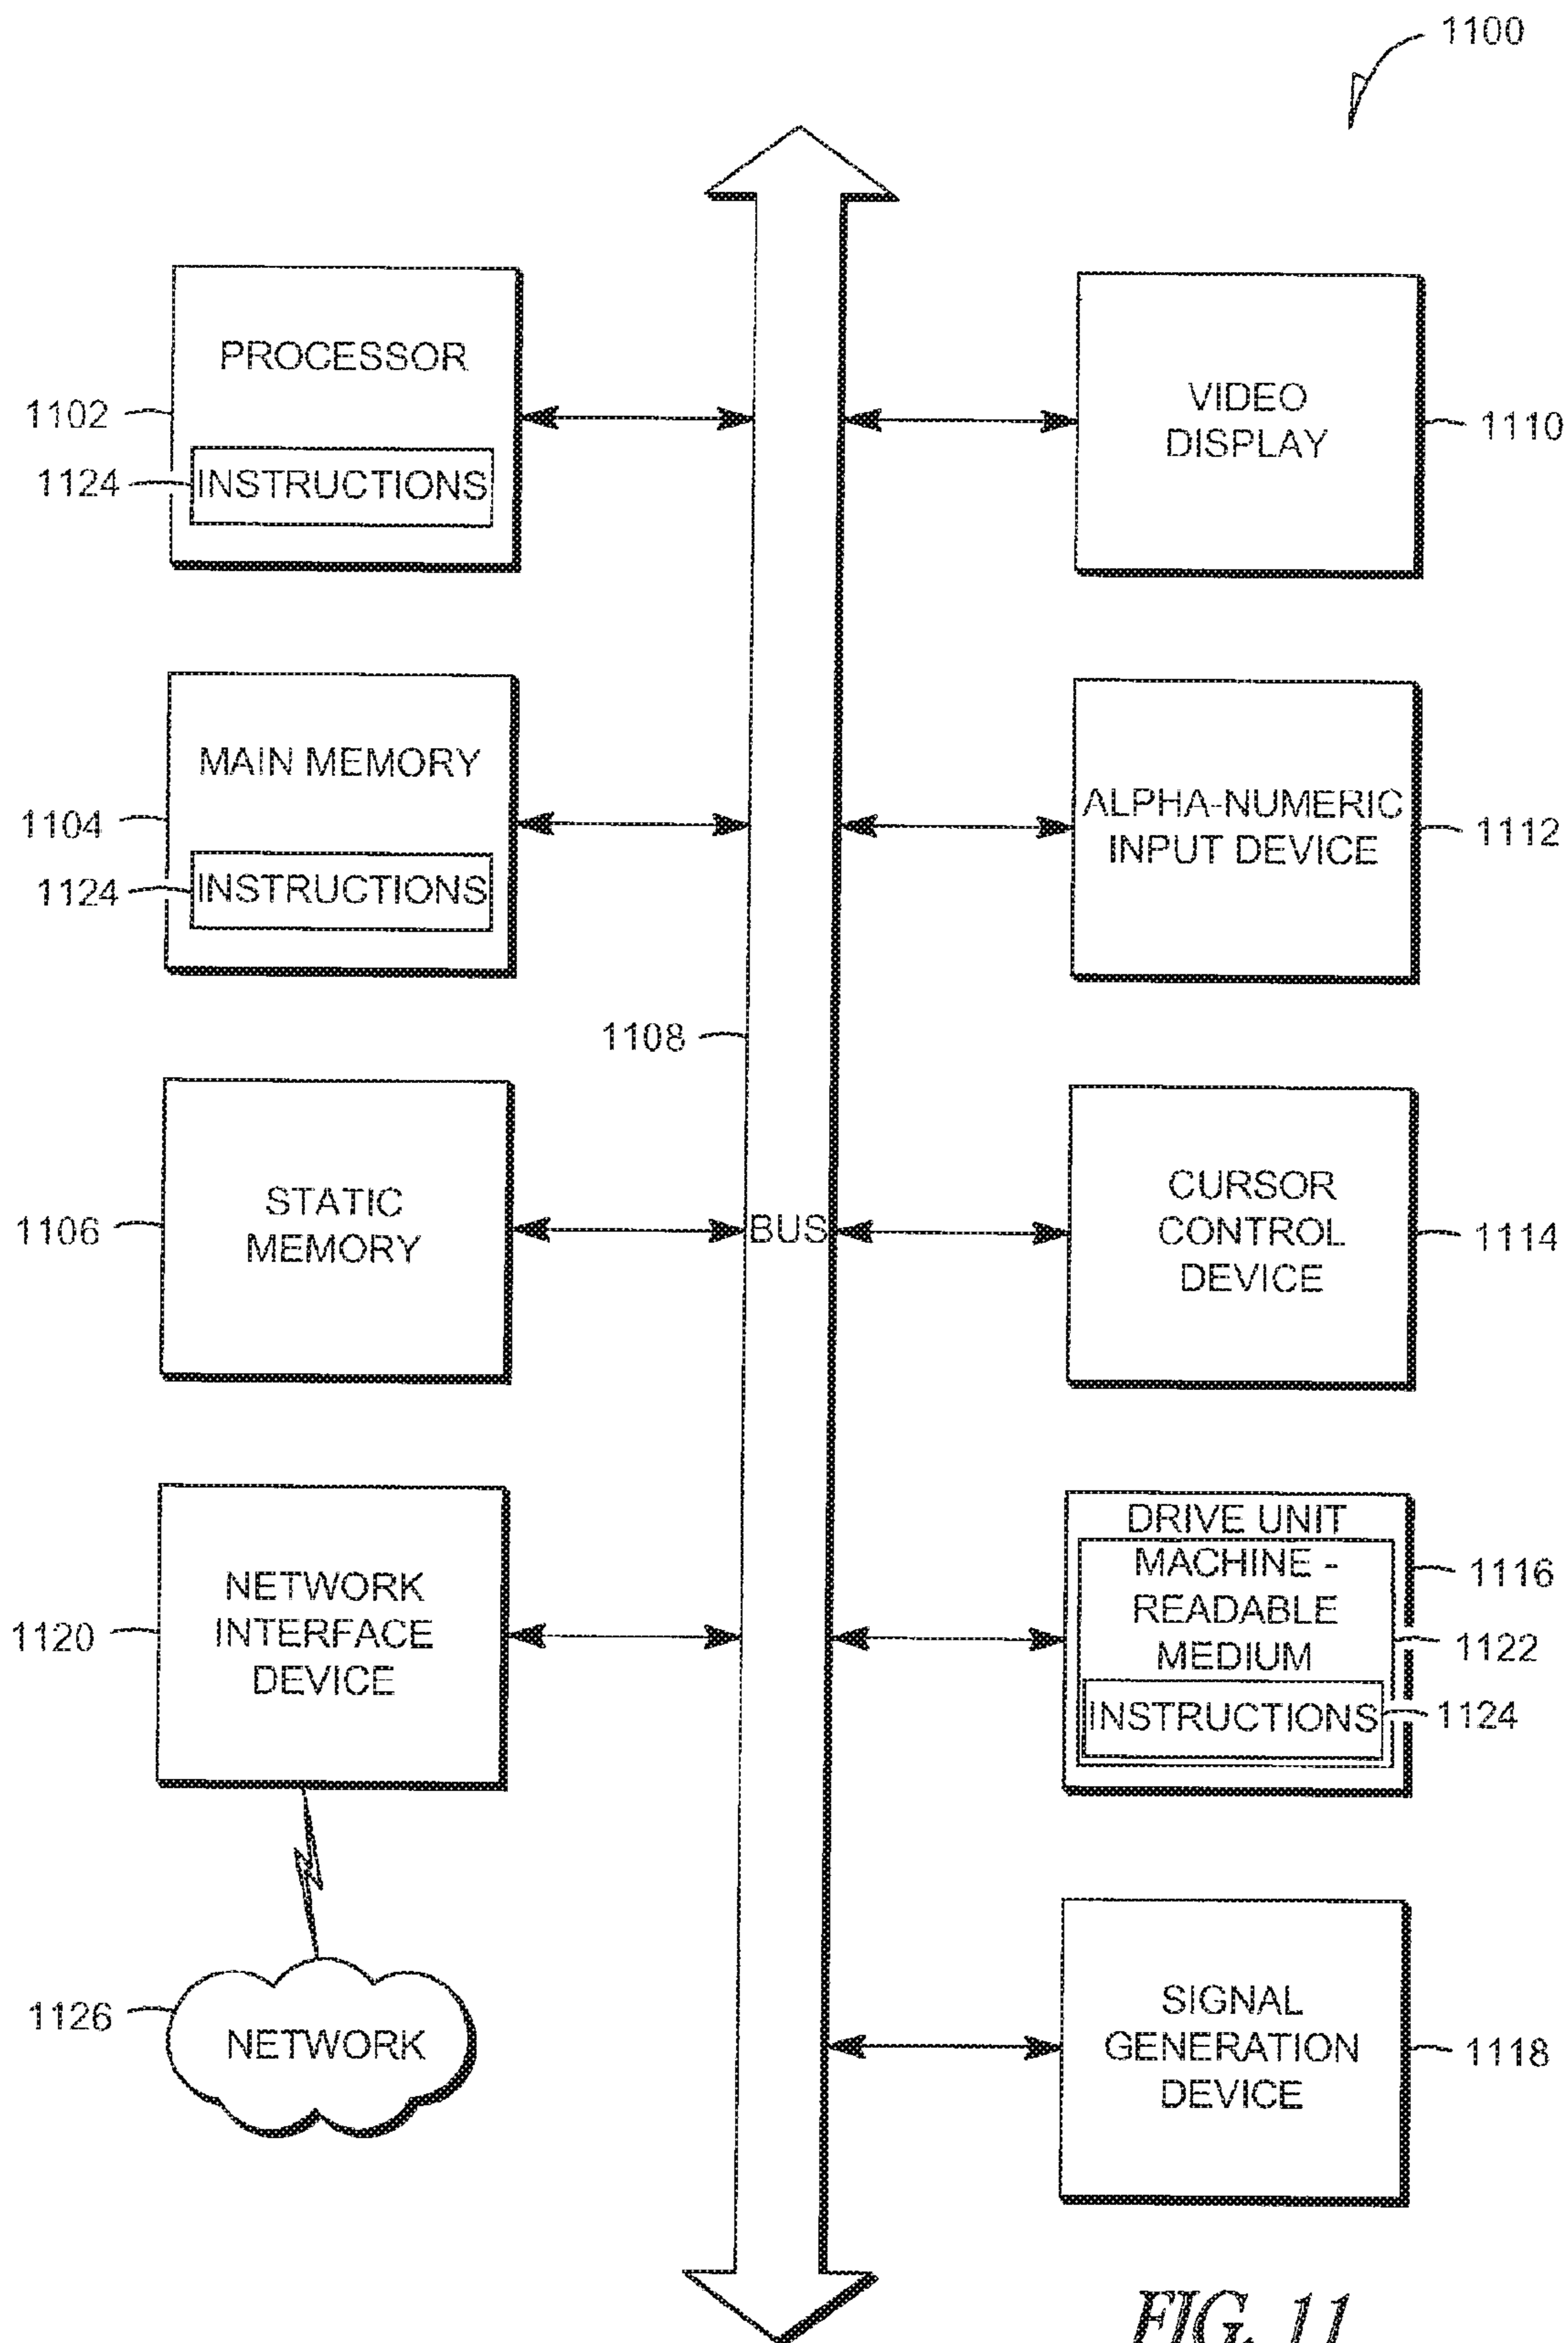 1100
PROCESSOR
1102
1124
INSTRUCTIONS
MAIN MEMORY
1104
1124
INSTRUCTIONS
1108
STATIC
MEMORY
1106
BUS
NETWORK
INTERFACE
DEVICE
1120
1126
NETWORK
VIDEO
DISPLAY
1110
ALPHA-NUMERIC
INPUT DEVICE
1112
CURSOR
CONTROL
DEVICE
1114
DRIVE UNIT
MACHINE -
READABLE
MEDIUM
1116
1122
INSTRUCTIONS
1124
SIGNAL
GENERATION
DEVICE
1118
FIG. 11